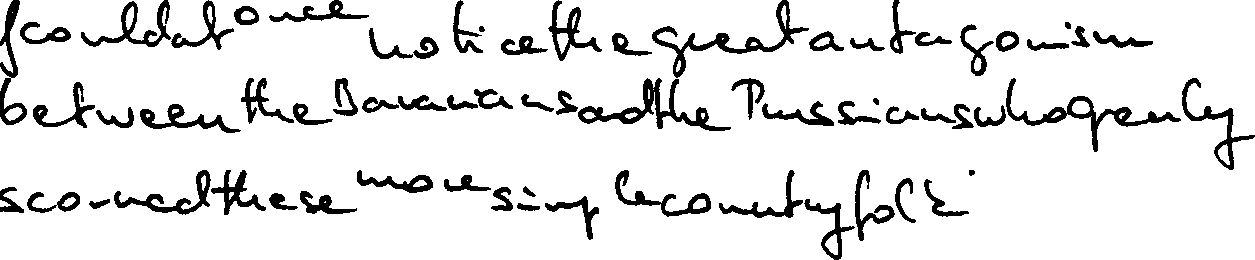 I could at once notice the great antagonism
between the Bavarians and the Prussians who openly
scorned these more simple country folk.